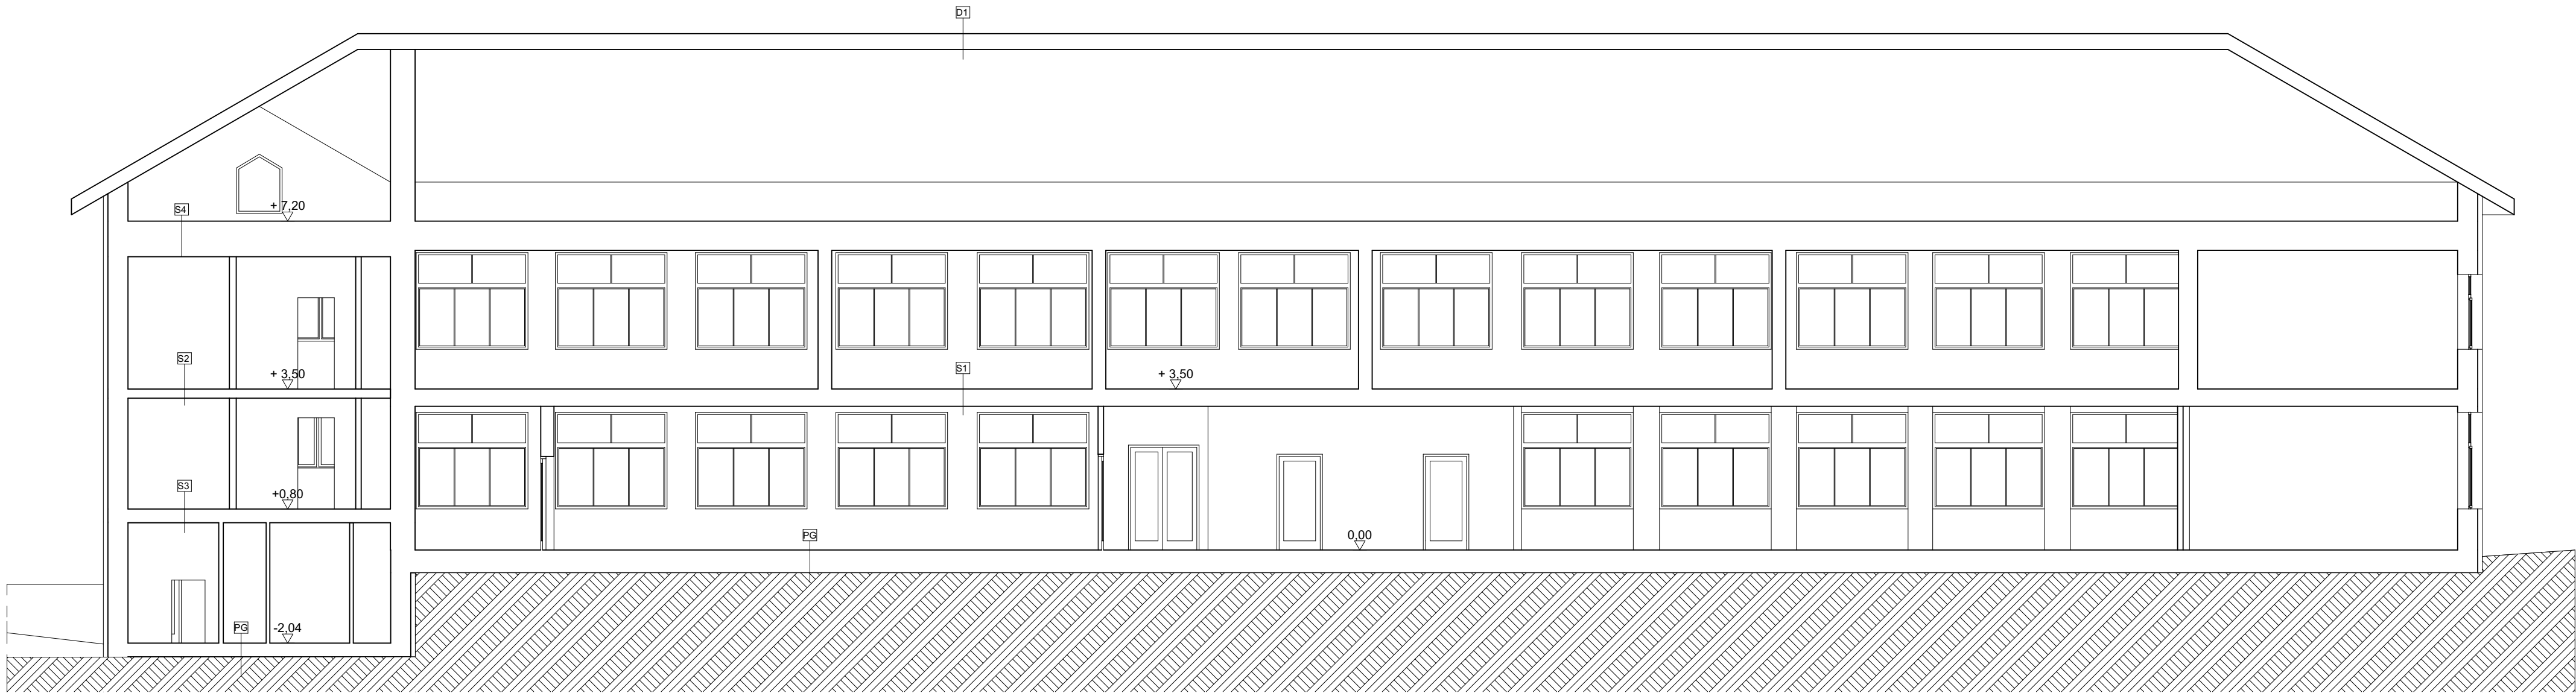 D1
+ 7,20
S4
S2
+ 3,50
S1
+ 3,50
S3
+0,80
PG
0,00
PG
-2,04